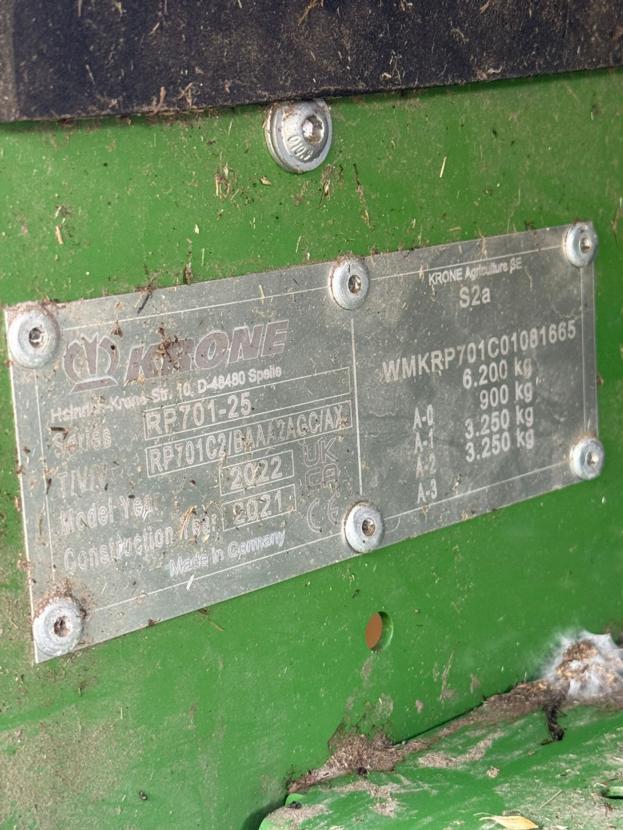 KRONE
Heinrich-Krone-Str. 10, D-48480 Spelle
Series RP701-25
T/V/V RP701C2/BAAA2ACC/AX
Model Year 2022
Construction Year 2021
UK
CA
CE
Made in Germany
KRONE Agriculture SE
S2a
WMKRP701C01081665
6.200 kg
A-0 900 kg
A-1 3.250 kg
A-2 3.250 kg
A-3